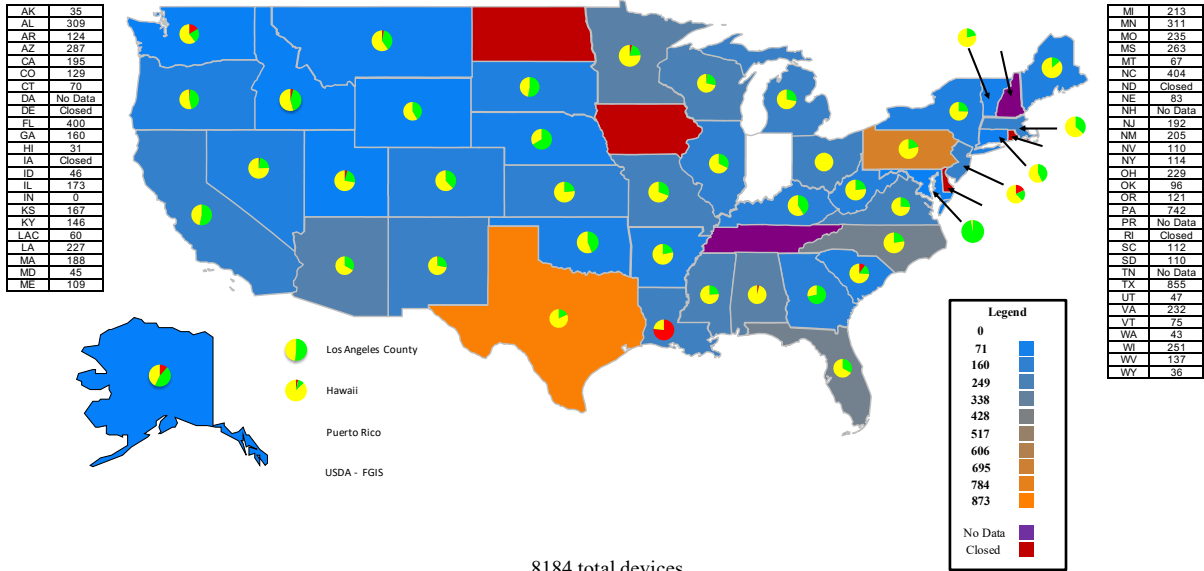 AK 35
AL 309
AR 124
AZ 287
CA 195
CO 129
CT 70
DA No Data
DE Closed
FL 400
GA 160
HI 31
IA Closed
ID 46
IL 173
IN 0
KS 167
KY 146
LAC 60
LA 227
MA 188
MD 45
ME 109
MI 213
MN 311
MO 235
MS 263
MT 67
NC 404
ND Closed
NE 83
NH No Data
NJ 192
NM 205
NV 110
NY 114
OH 229
OK 96
OR 121
PA 742
PR No Data
RI Closed
SC 112
SD 110
TN No Data
TX 855
UT 47
VA 232
VT 75
WA 43
WI 251
WV 137
WY 36
Los Angeles County
Hawaii
Puerto Rico
USDA - FGIS
Legend
0
71
160
249
338
428
517
606
695
784
873
No Data
Closed
8184 total devices